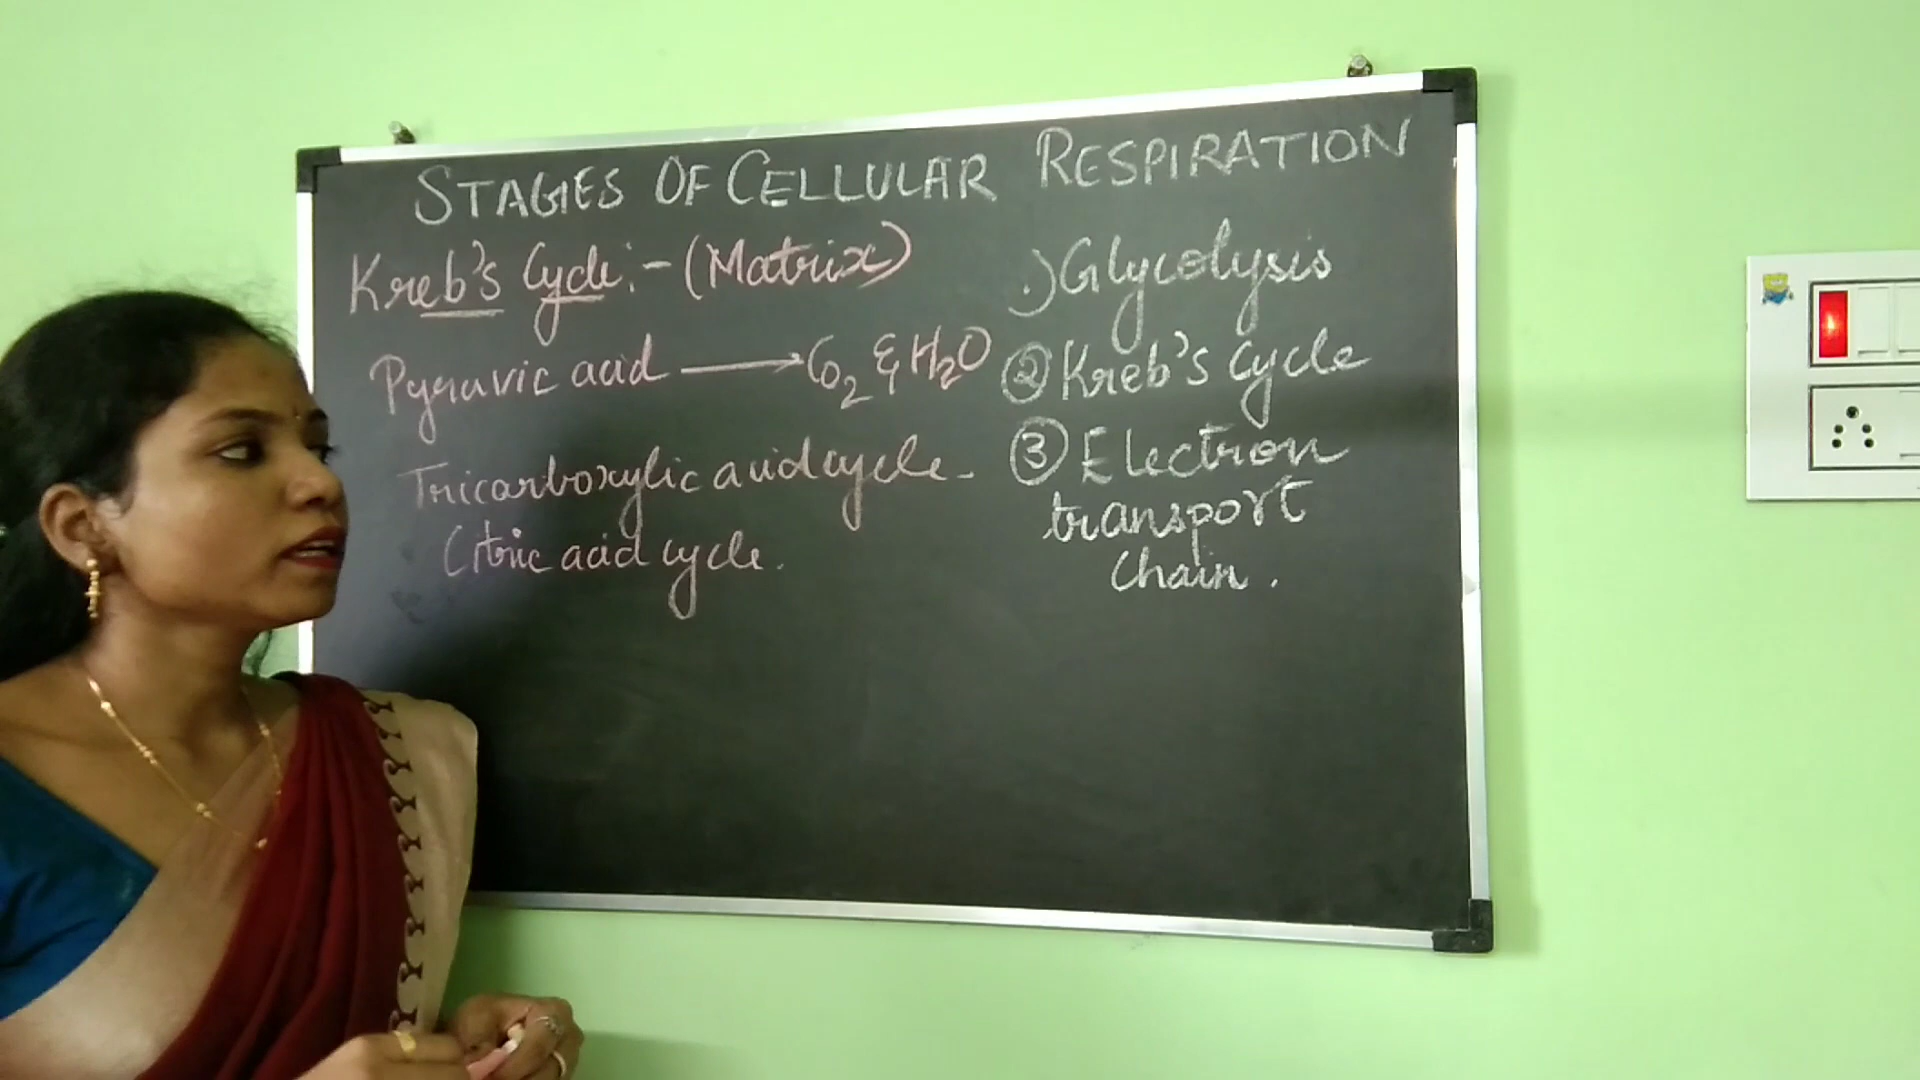 STAGES OF CELLULAR RESPIRATION
Kreb's Cycle:- (Matrix)
Pyruvic acid → CO2 & H2O
Tricarboxylic acid cycle -
Citric acid cycle.
.) Glycolysis
② Kreb's Cycle
③ Electron
transport
Chain.